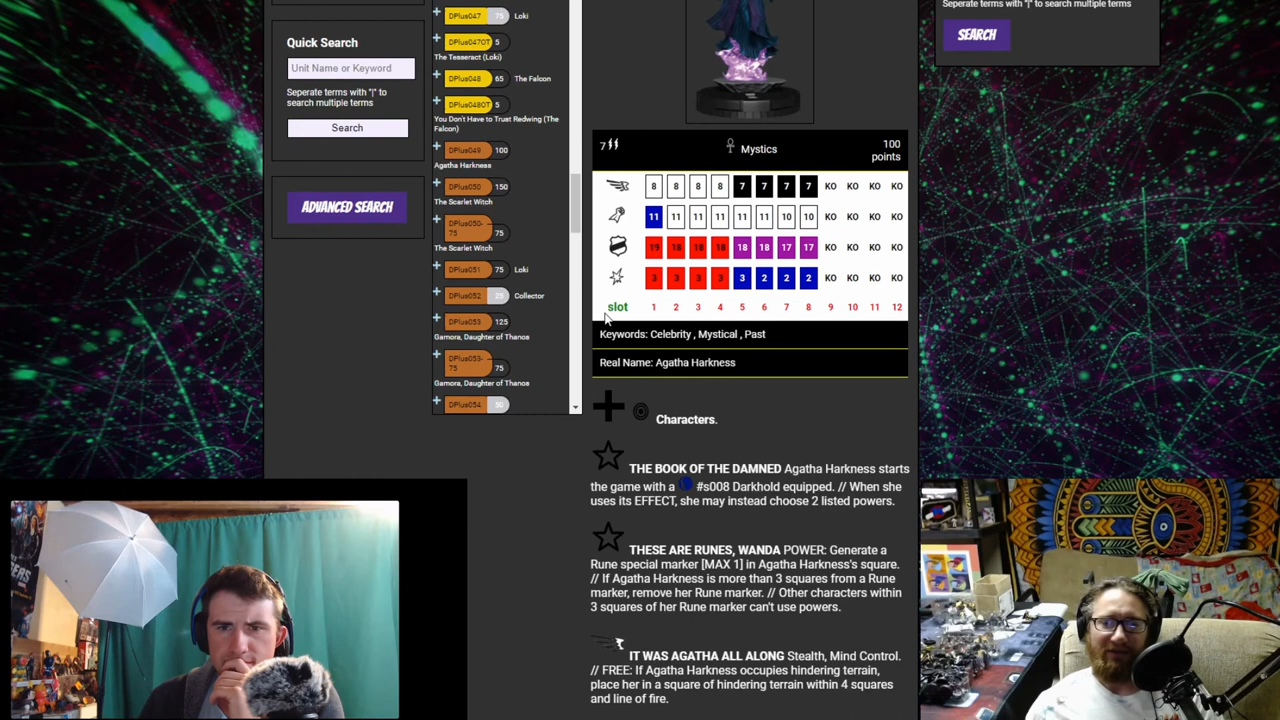 DPlus047 75 Loki
DPlus047OT 5
The Tesseract (Loki)
DPlus048 65 The Falcon
DPlus048OT 5
You Don't Have to Trust Redwing (The
Falcon)
DPlus049 100
Agatha Harkness
DPlus050 150
The Scarlet Witch
DPlus050-
75 75
The Scarlet Witch
DPlus051 75 Loki
DPlus052 25 Collector
DPlus053 125
Gamora, Daughter of Thanos
DPlus053-
75 75
Gamora, Daughter of Thanos
DPlus054 50
Quick Search
Unit Name or Keyword
Seperate terms with "|" to
search multiple terms
Search
ADVANCED SEARCH
7 Mystics 100
points
8 8 8 8 7 7 7 7 KO KO KO KO
11 11 11 11 11 11 10 10 KO KO KO KO
19 18 18 18 18 18 17 17 KO KO KO KO
3 3 3 3 3 2 2 2 KO KO KO KO
slot 1 2 3 4 5 6 7 8 9 10 11 12
Keywords: Celebrity , Mystical , Past
Real Name: Agatha Harkness
Characters.
THE BOOK OF THE DAMNED Agatha Harkness starts
the game with a #s008 Darkhold equipped. // When she
uses its EFFECT, she may instead choose 2 listed powers.
THESE ARE RUNES, WANDA POWER: Generate a
Rune special marker [MAX 1] in Agatha Harkness's square.
// If Agatha Harkness is more than 3 squares from a Rune
marker, remove her Rune marker. // Other characters within
3 squares of her Rune marker can't use powers.
IT WAS AGATHA ALL ALONG Stealth, Mind Control.
// FREE: If Agatha Harkness occupies hindering terrain,
place her in a square of hindering terrain within 4 squares
and line of fire.
Seperate terms with "|" to search multiple terms
SEARCH